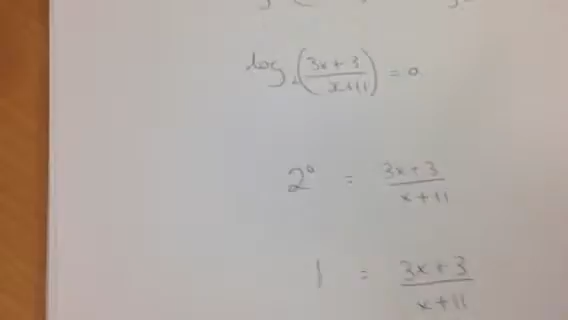 log₂((3x+3)/(x+11)) = 0
2⁰ = (3x+3)/(x+11)
1 = (3x+3)/(x+11)